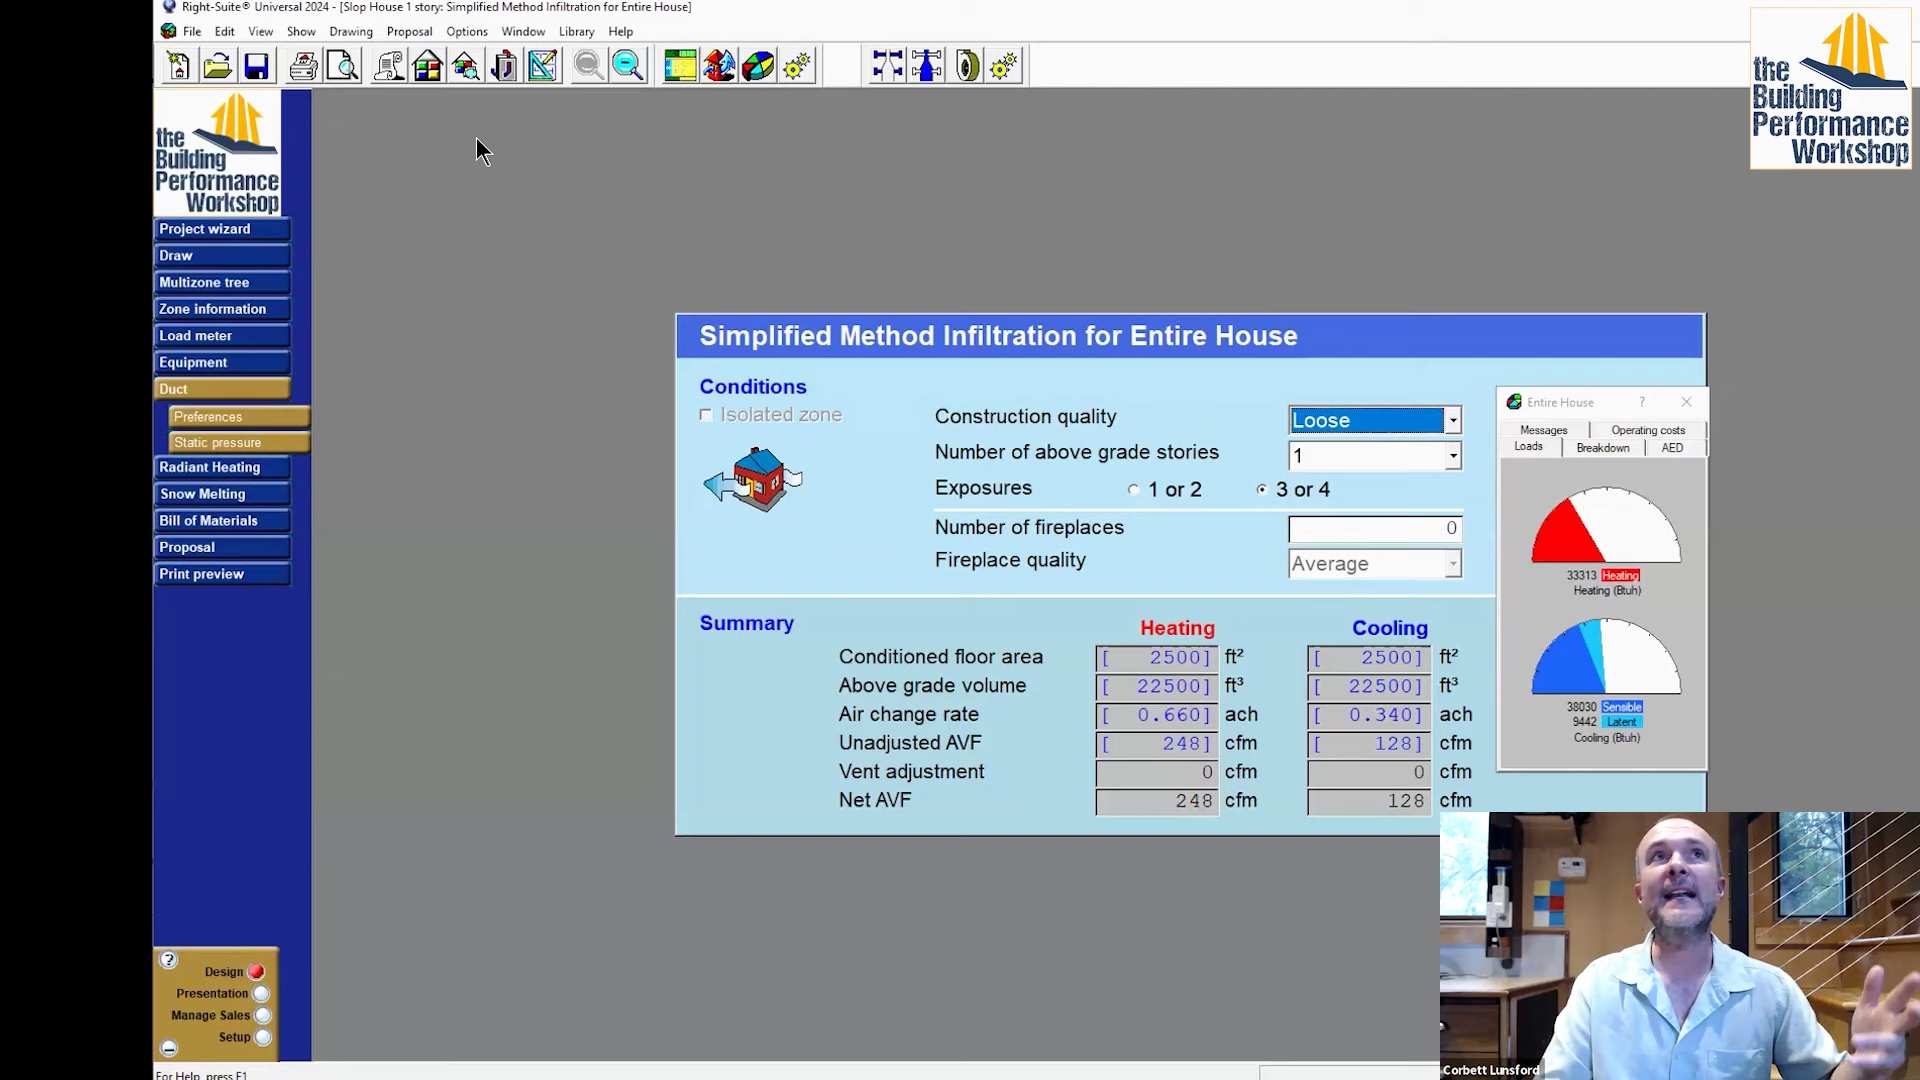 Right-Suite® Universal 2024 - [Slop House 1 story: Simplified Method Infiltration for Entire House]
File Edit View Show Drawing Proposal Options Window Library Help
the
Building
Performance
Workshop
the
Building
Performance
Workshop
Project wizard
Draw
Multizone tree
Zone information
Load meter
Equipment
Duct
Preferences
Static pressure
Radiant Heating
Snow Melting
Bill of Materials
Proposal
Print preview
Simplified Method Infiltration for Entire House
Conditions
Isolated zone
Construction quality Loose
Number of above grade stories 1
Exposures 1 or 2 3 or 4
Number of fireplaces 0
Fireplace quality Average
Summary Heating Cooling
Conditioned floor area [ 2500] ft² [ 2500] ft²
Above grade volume [ 22500] ft³ [ 22500] ft³
Air change rate [ 0.660] ach [ 0.340] ach
Unadjusted AVF [ 248] cfm [ 128] cfm
Vent adjustment 0 cfm 0 cfm
Net AVF 248 cfm 128 cfm
Entire House ?
Messages Operating costs
Loads Breakdown AED
33313 Heating
Heating (Btuh)
38030 Sensible
9442 Latent
Cooling (Btuh)
?
Design
Presentation
Manage Sales
Setup
For Help, press F1
Corbett Lunsford